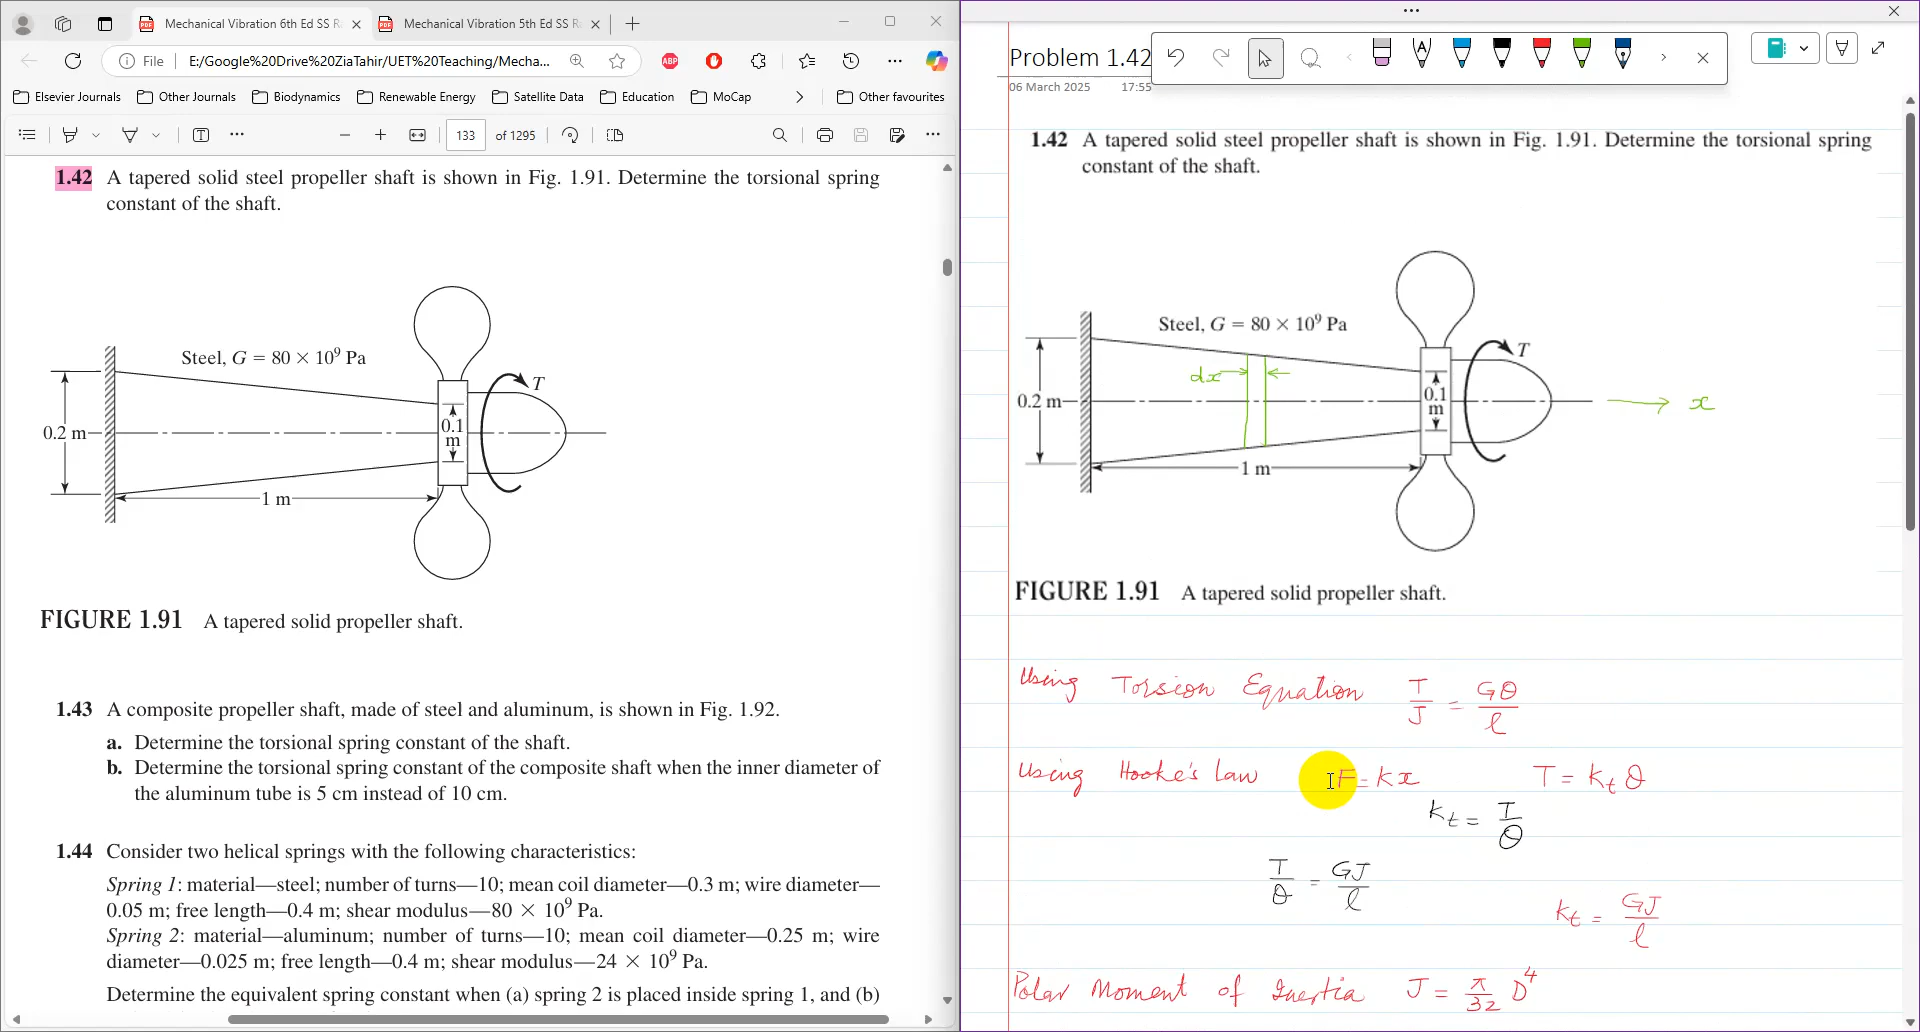 Mechanical Vibration 6th Ed SS R
Mechanical Vibration 5th Ed SS R
File
E:/Google%20Drive%20ZiaTahir/UET%20Teaching/Mecha...
ABP
Elsevier Journals
Other Journals
Biodynamics
Renewable Energy
Satellite Data
Education
MoCap
Other favourites
133 of 1295
1.42 A tapered solid steel propeller shaft is shown in Fig. 1.91. Determine the torsional spring
constant of the shaft.
Steel, G = 80 × 10⁹ Pa
T
0.2 m
0.1
m
1 m
FIGURE 1.91 A tapered solid propeller shaft.
1.43 A composite propeller shaft, made of steel and aluminum, is shown in Fig. 1.92.
a. Determine the torsional spring constant of the shaft.
b. Determine the torsional spring constant of the composite shaft when the inner diameter of
the aluminum tube is 5 cm instead of 10 cm.
1.44 Consider two helical springs with the following characteristics:
Spring 1: material—steel; number of turns—10; mean coil diameter—0.3 m; wire diameter—
0.05 m; free length—0.4 m; shear modulus—80 × 10⁹ Pa.
Spring 2: material—aluminum; number of turns—10; mean coil diameter—0.25 m; wire
diameter—0.025 m; free length—0.4 m; shear modulus—24 × 10⁹ Pa.
Determine the equivalent spring constant when (a) spring 2 is placed inside spring 1, and (b)
Problem 1.42
06 March 2025 17:55
1.42 A tapered solid steel propeller shaft is shown in Fig. 1.91. Determine the torsional spring
constant of the shaft.
Steel, G = 80 × 10⁹ Pa
T
dx
0.2 m
0.1
m
x
1 m
FIGURE 1.91 A tapered solid propeller shaft.
Using Torsion Equation T/J = Gθ/l
Using Hooke's Law F = kx T = kt θ
kt = T/θ
T/θ = GJ/l
kt = GJ/l
Polar Moment of Inertia J = π/32 D⁴